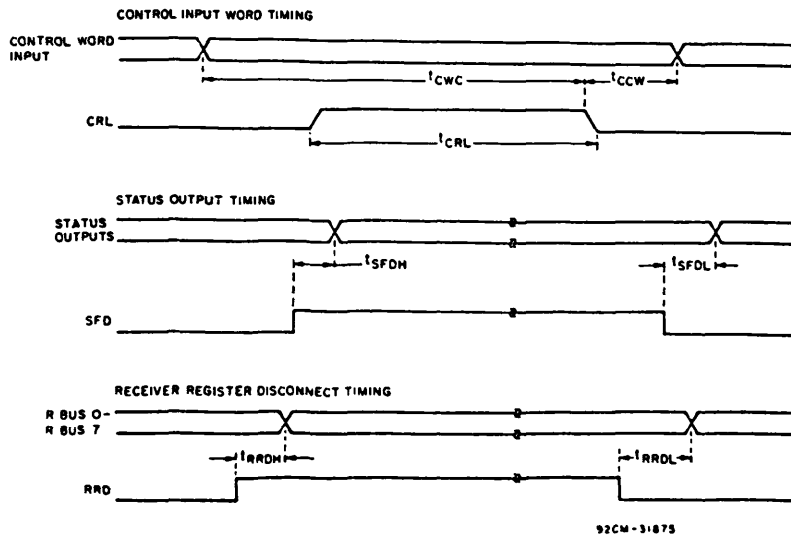 CONTROL INPUT WORD TIMING
CONTROL WORD
INPUT
tCWC
tCCW
CRL
tCRL
STATUS OUTPUT TIMING
STATUS
OUTPUTS
tSFDH
tSFDL
SFD
RECEIVER REGISTER DISCONNECT TIMING
R BUS 0-
R BUS 7
tRRDH
tRRDL
RRD
92CM-31875